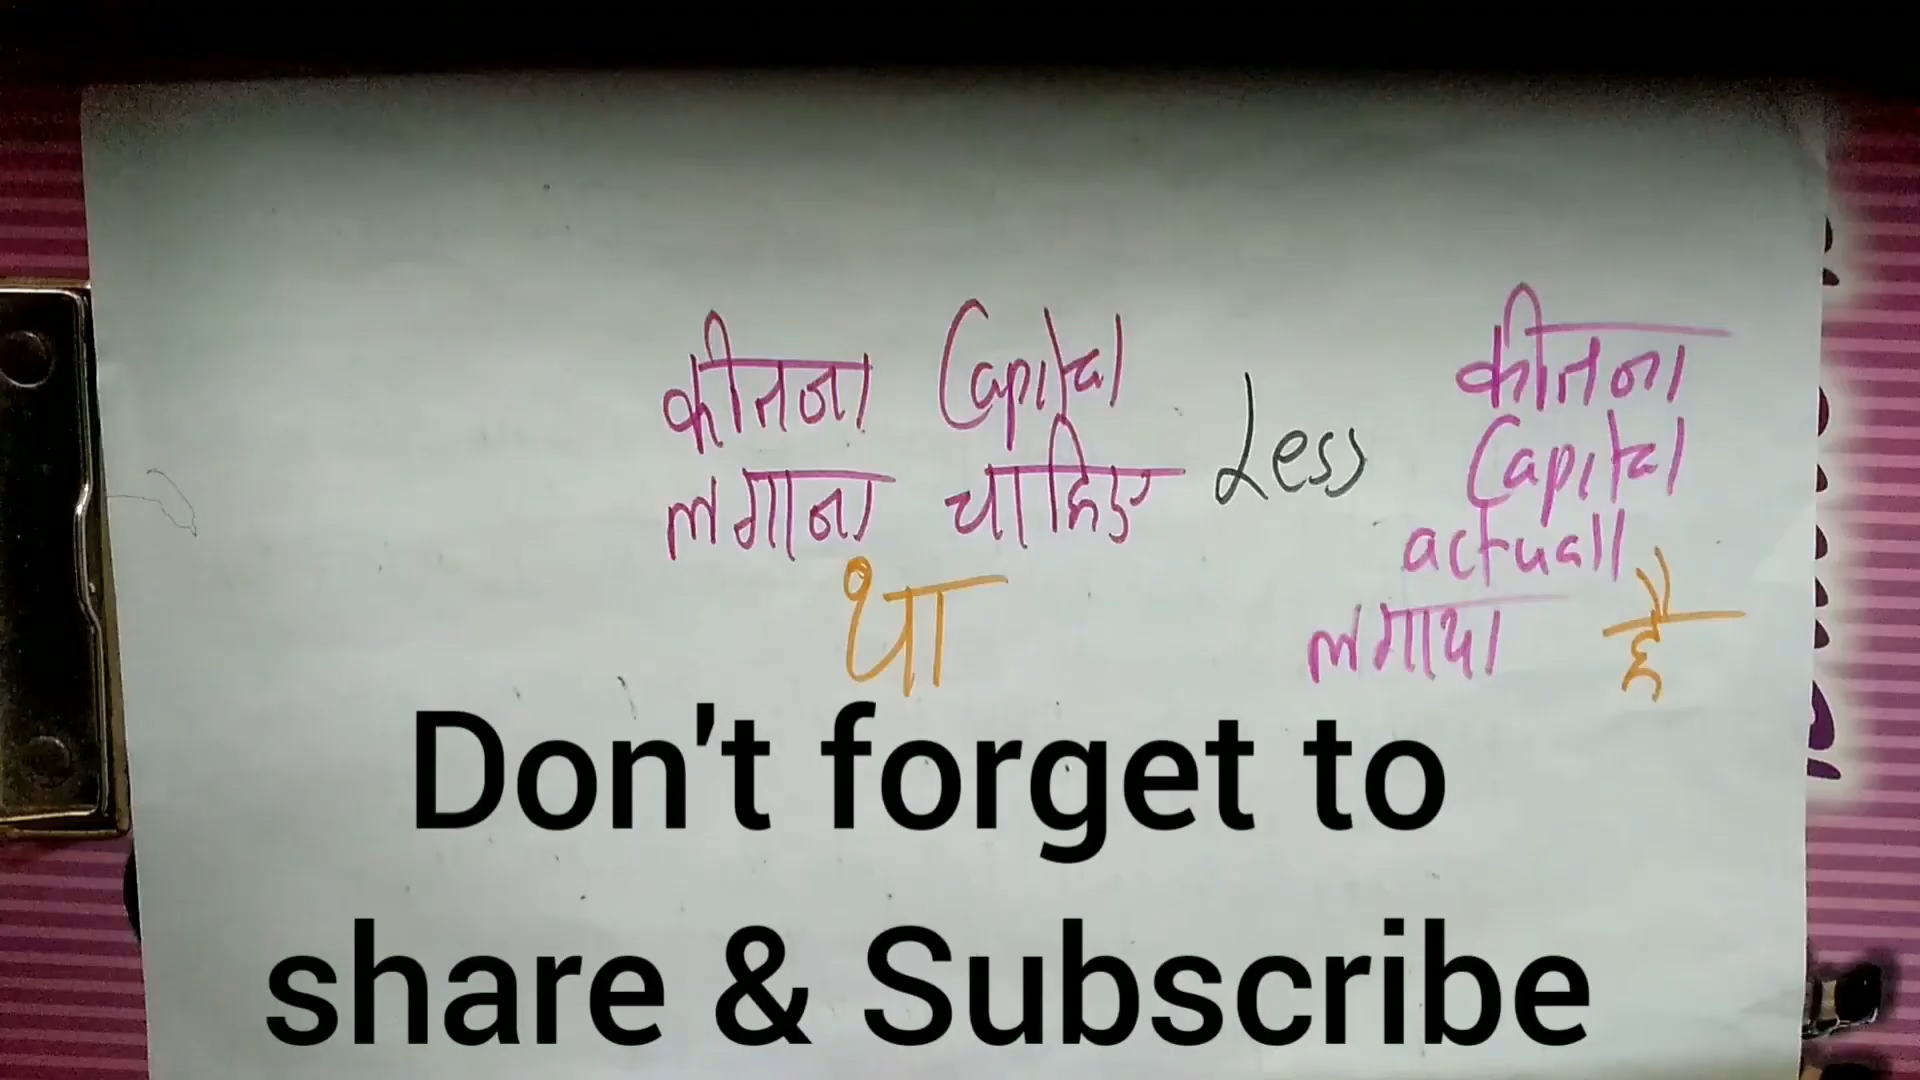 कीतना Capital
लगाना चाहिए
था
Less
कीतना
Capital
actuall
लगाया है
Don't forget to
share & Subscribe